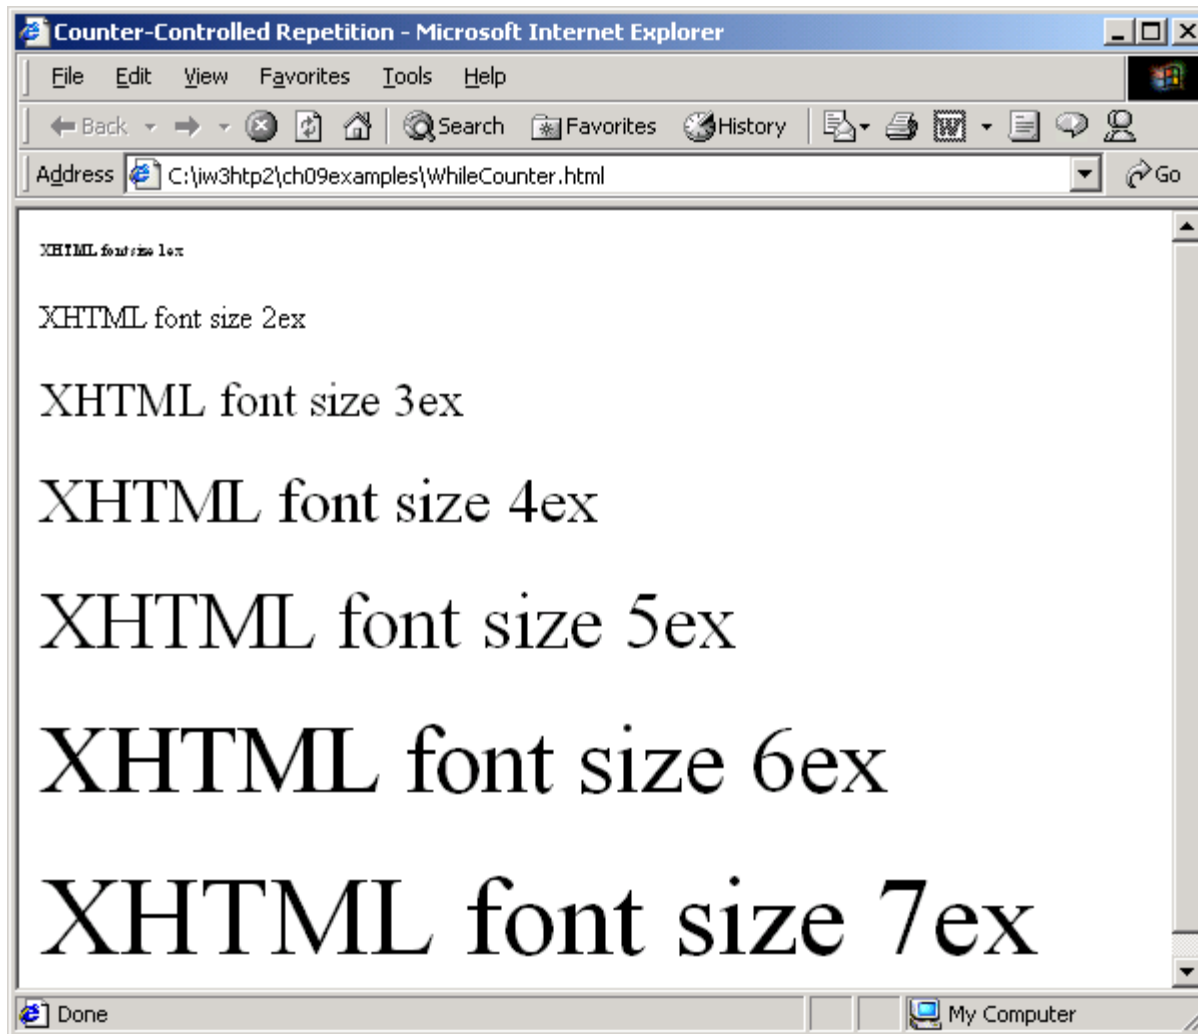 Counter-Controlled Repetition - Microsoft Internet Explorer
File Edit View Favorites Tools Help
Back Search Favorites History
Address C:\iw3htp2\ch09examples\WhileCounter.html Go
XHTML font size 1ex
XHTML font size 2ex
XHTML font size 3ex
XHTML font size 4ex
XHTML font size 5ex
XHTML font size 6ex
XHTML font size 7ex
Done My Computer